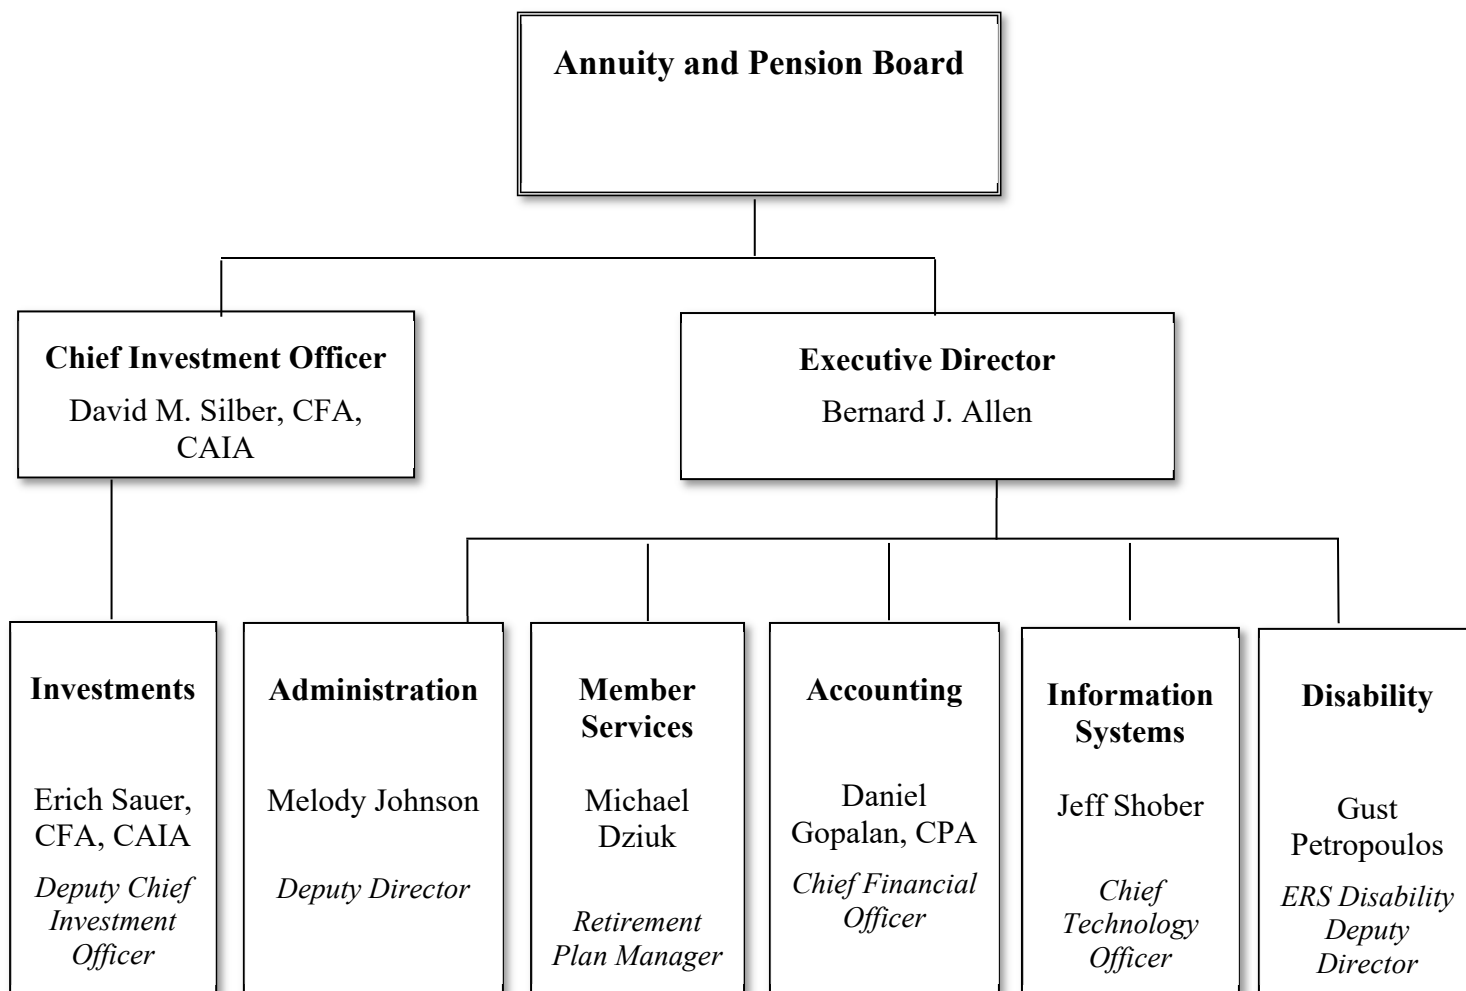 Annuity and Pension Board
Chief Investment Officer
David M. Silber, CFA,
CAIA
Executive Director
Bernard J. Allen
Investments
Erich Sauer,
CFA, CAIA
Deputy Chief
Investment
Officer
Administration
Melody Johnson
Deputy Director
Member
Services
Michael
Dziuk
Retirement
Plan Manager
Accounting
Daniel
Gopalan, CPA
Chief Financial
Officer
Information
Systems
Jeff Shober
Chief
Technology
Officer
Disability
Gust
Petropoulos
ERS Disability
Deputy
Director